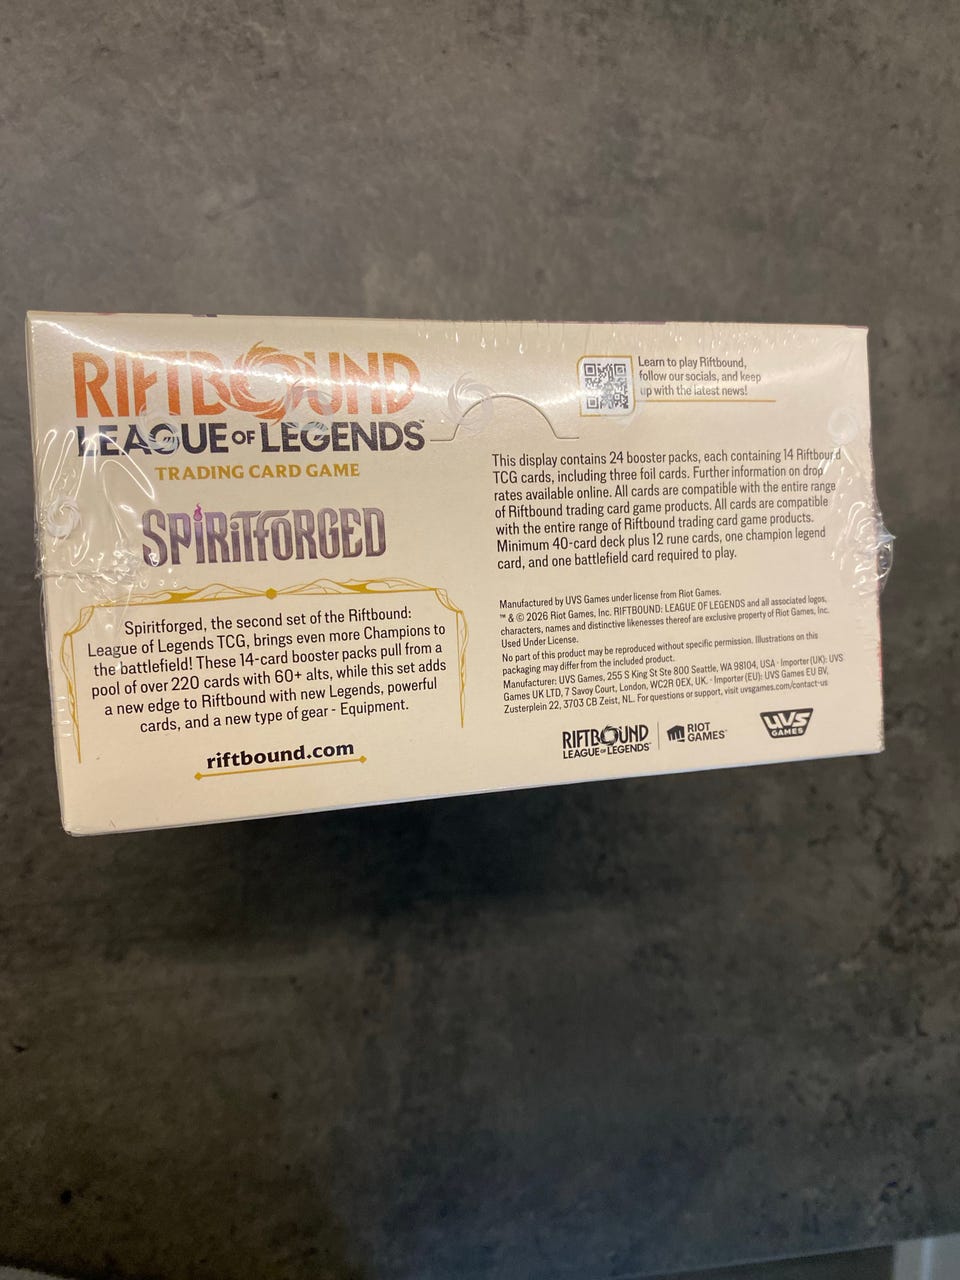 RIFTBOUND
LEAGUE OF LEGENDS™
TRADING CARD GAME
SPIRITFORGED
Spiritforged, the second set of the Riftbound:
League of Legends TCG, brings even more Champions to
the battlefield! These 14-card booster packs pull from a
pool of over 220 cards with 60+ alts, while this set adds
a new edge to Riftbound with new Legends, powerful
cards, and a new type of gear - Equipment.
riftbound.com
Learn to play Riftbound,
follow our socials, and keep
up with the latest news!
This display contains 24 booster packs, each containing 14 Riftbound
TCG cards, including three foil cards. Further information on drop
rates available online. All cards are compatible with the entire range
of Riftbound trading card game products. All cards are compatible
with the entire range of Riftbound trading card game products.
Minimum 40-card deck plus 12 rune cards, one champion legend
card, and one battlefield card required to play.
Manufactured by UVS Games under license from Riot Games.
™ & © 2026 Riot Games, Inc. RIFTBOUND: LEAGUE OF LEGENDS and all associated logos,
characters, names and distinctive likenesses thereof are exclusive property of Riot Games, Inc.
Used Under License.
No part of this product may be reproduced without specific permission. Illustrations on this
packaging may differ from the included product.
Manufacturer: UVS Games, 255 S King St Ste 800 Seattle, WA 98104, USA · Importer (UK): UVS
Games UK LTD, 7 Savoy Court, London, WC2R 0EX, UK. · Importer (EU): UVS Games EU BV,
Zusterplein 22, 3703 CB Zeist, NL. For questions or support, visit uvsgames.com/contact-us
RIFTBOUND
LEAGUE OF LEGENDS
RIOT
GAMES
UVS
GAMES